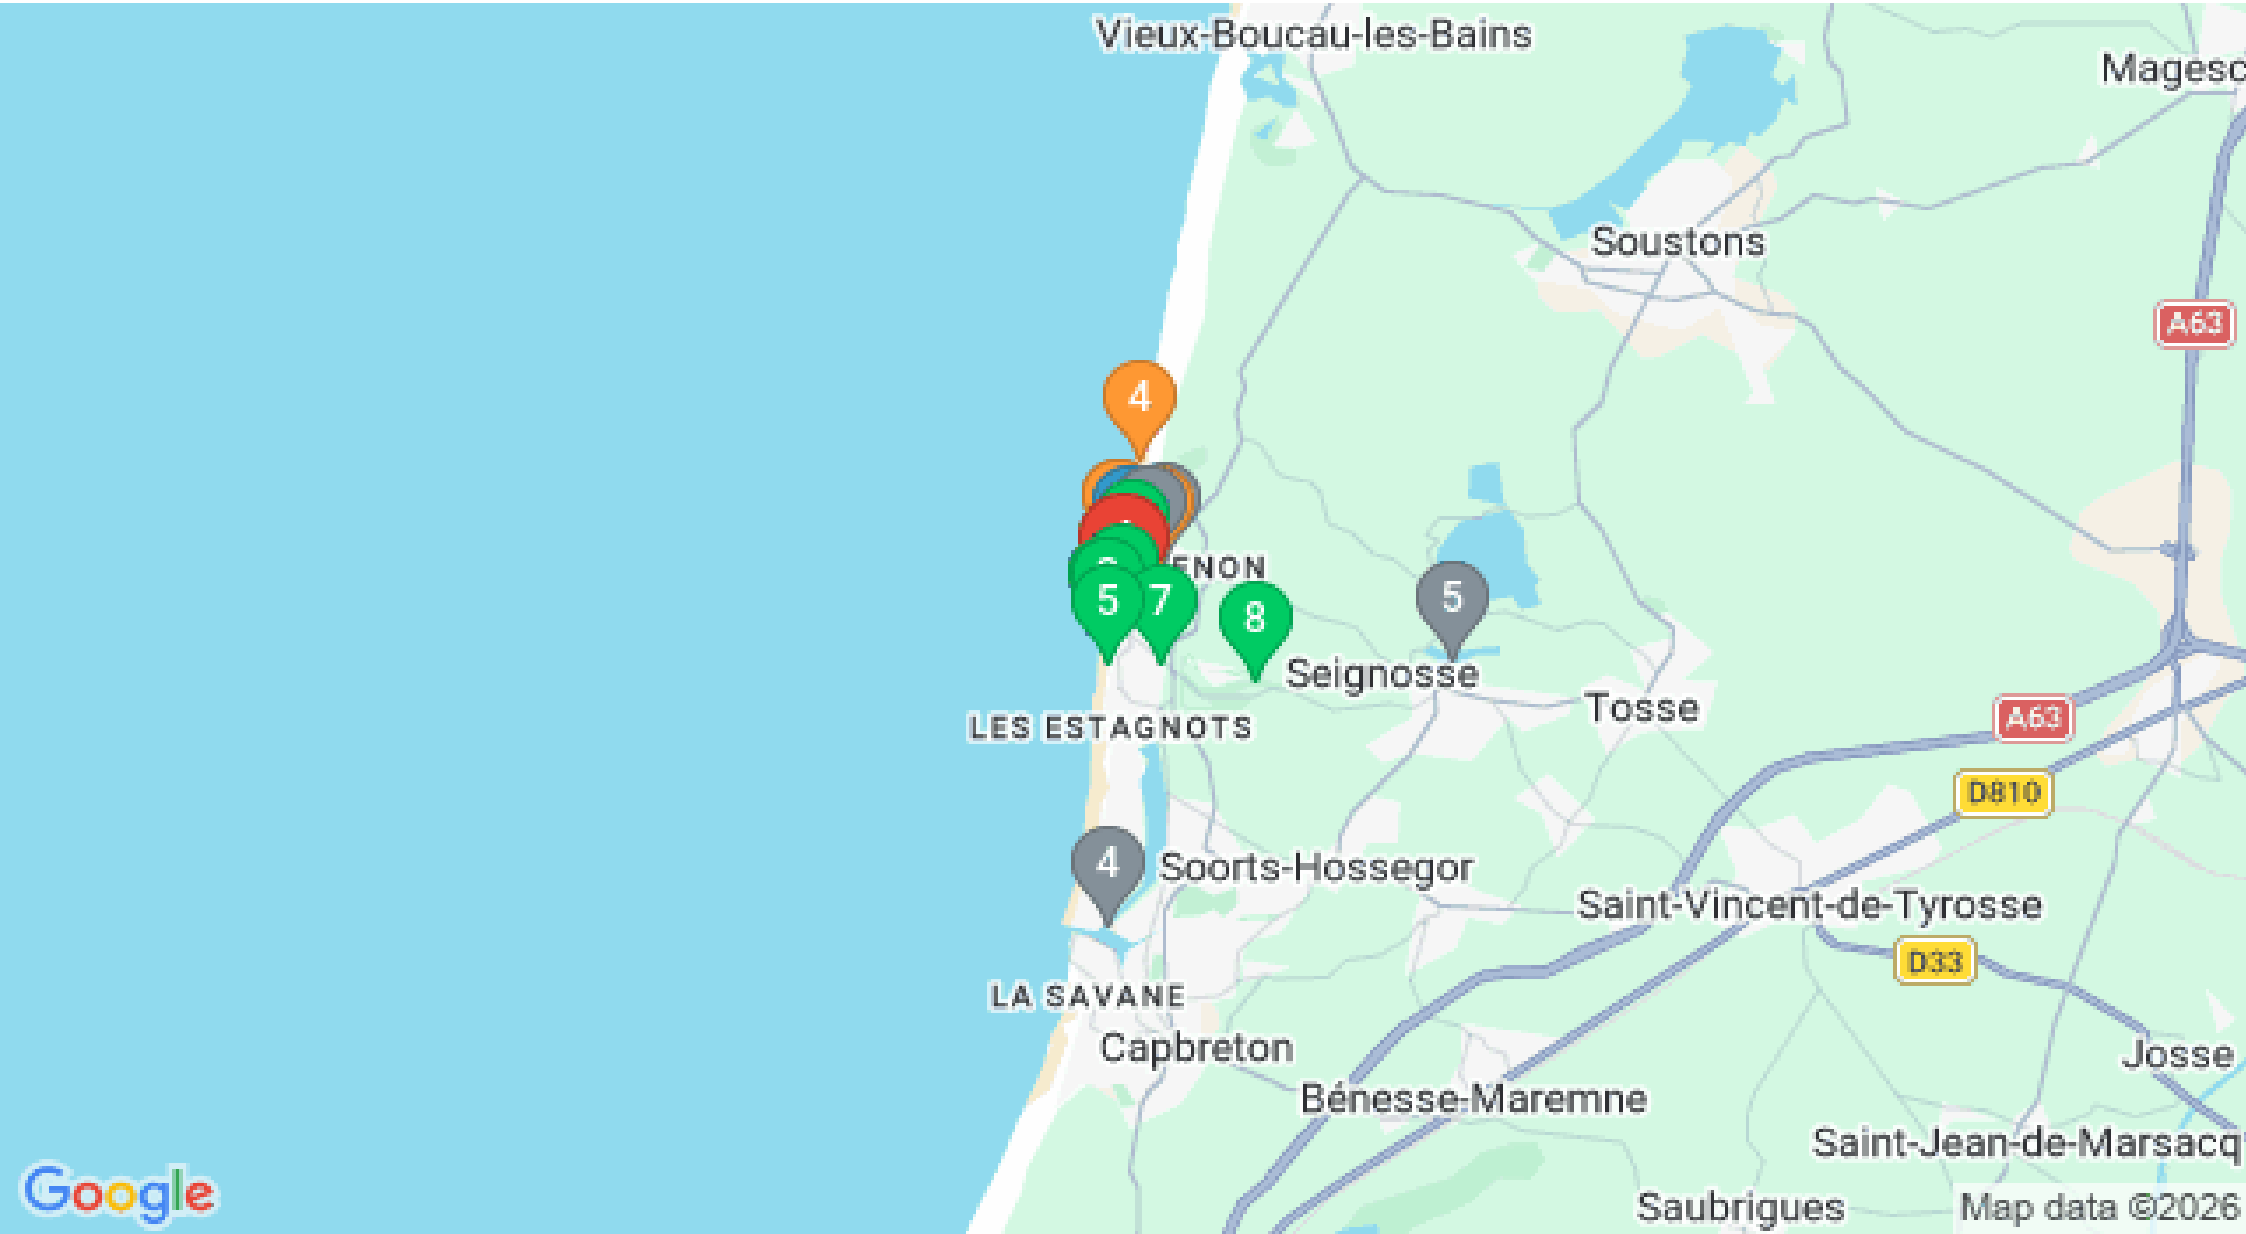 Vieux-Boucau-les-Bains
Magesc
Soustons
A63
4
ENON
5
7
8
5
Seignosse
Tosse
A63
LES ESTAGNOTS
D810
4
Soorts-Hossegor
Saint-Vincent-de-Tyrosse
D33
LA SAVANE
Capbreton
Josse
Bénesse-Maremne
Saint-Jean-de-Marsacq
Saubrigues
Google
Map data ©2026